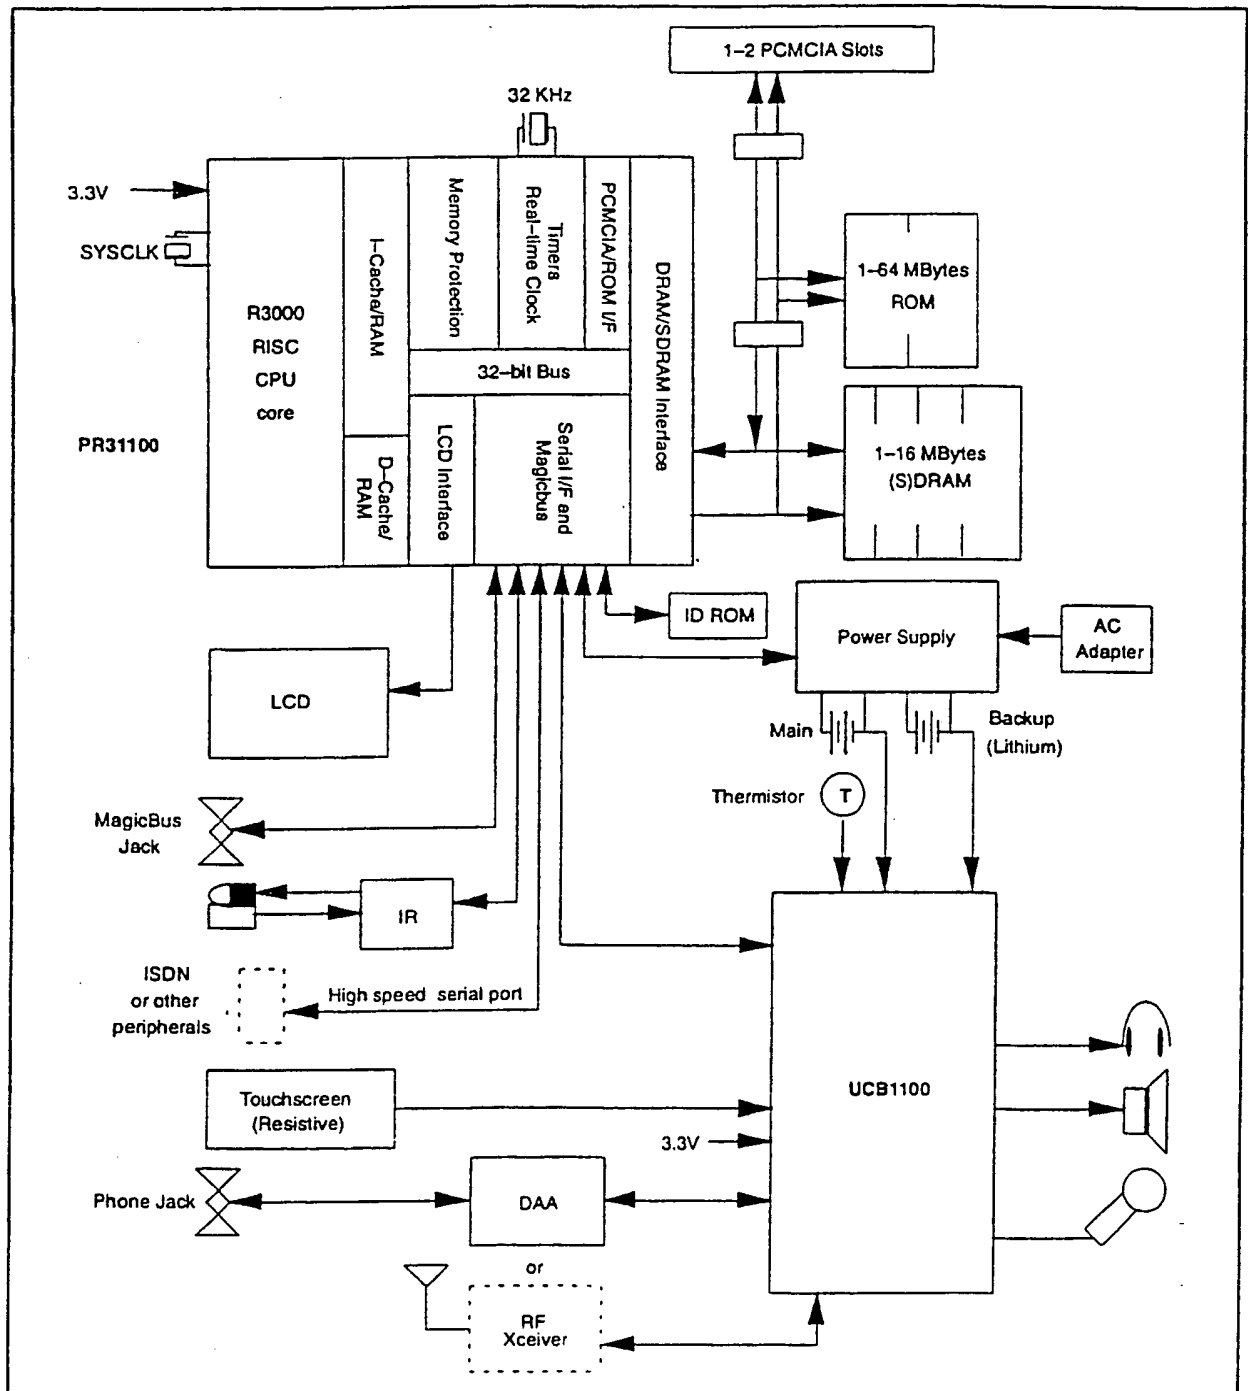 1–2 PCMCIA Slots
32 KHz
3.3V
SYSCLK
PR31100
R3000
RISC
CPU
core
I–Cache/RAM
D–Cache/
RAM
Memory Protection
Timers
Real–time Clock
PCMCIA/ROM I/F
DRAM/SDRAM Interface
32–bit Bus
LCD Interface
Serial I/F and
Magicbus
1–64 MBytes
ROM
1–16 MBytes
(S)DRAM
ID ROM
Power Supply
AC
Adapter
LCD
Main
Backup
(Lithium)
Thermistor
T
MagicBus
Jack
IR
ISDN
or other
peripherals
High speed serial port
Touchscreen
(Resistive)
3.3V
UCB1100
Phone Jack
DAA
or
RF
Xceiver